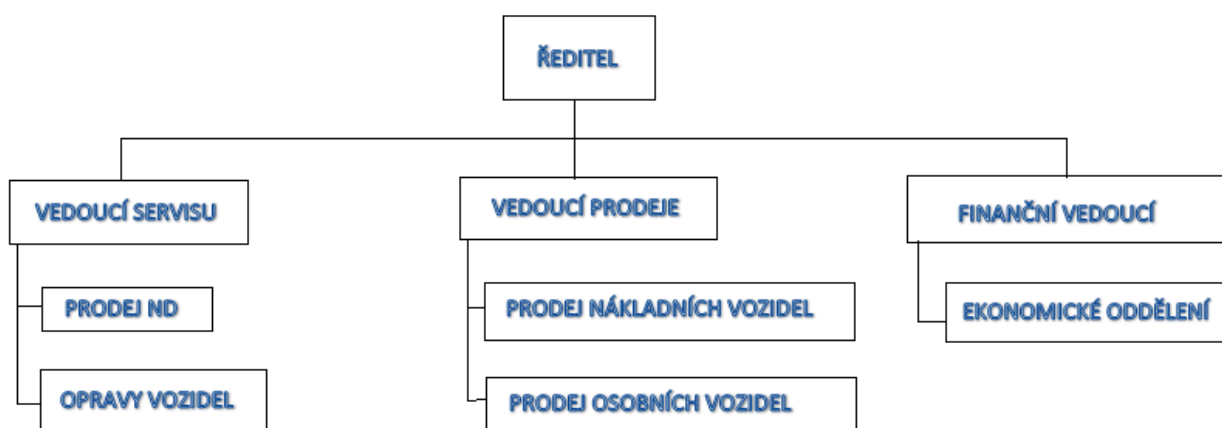 ŘEDITEL
VEDOUCÍ SERVISU
VEDOUCÍ PRODEJE
FINANČNÍ VEDOUCÍ
PRODEJ ND
PRODEJ NÁKLADNÍCH VOZIDEL
EKONOMICKÉ ODDĚLENÍ
OPRAVY VOZIDEL
PRODEJ OSOBNÍCH VOZIDEL